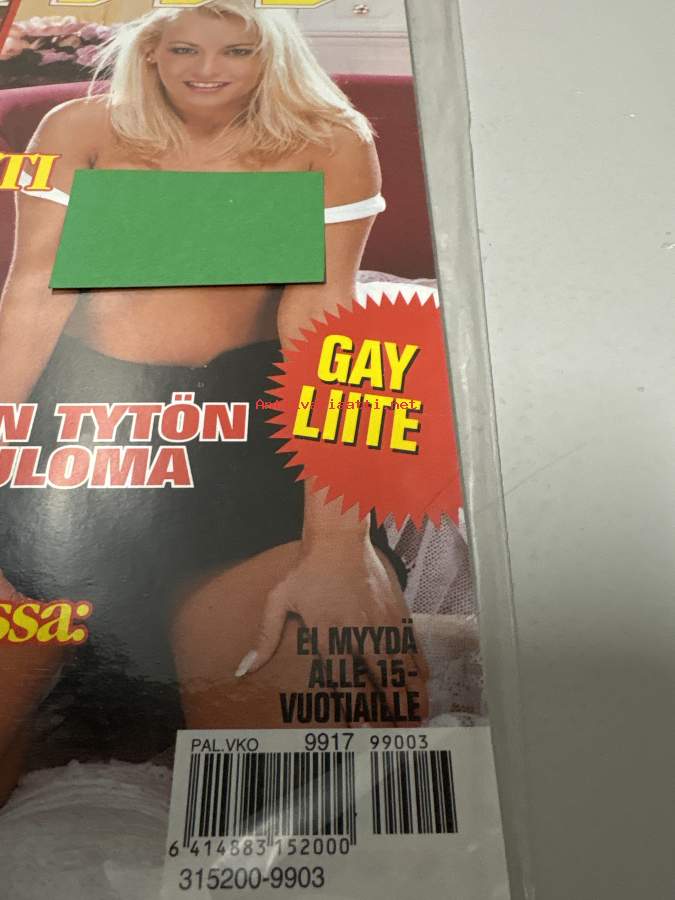 TI
GAY
LIITE
Antikvariaatti.net
N TYTÖN
ULOMA
ssa:
EI MYYDÄ
ALLE 15-
VUOTIAILLE
PAL.VKO 9917 99003
6 414883 152000
315200-9903